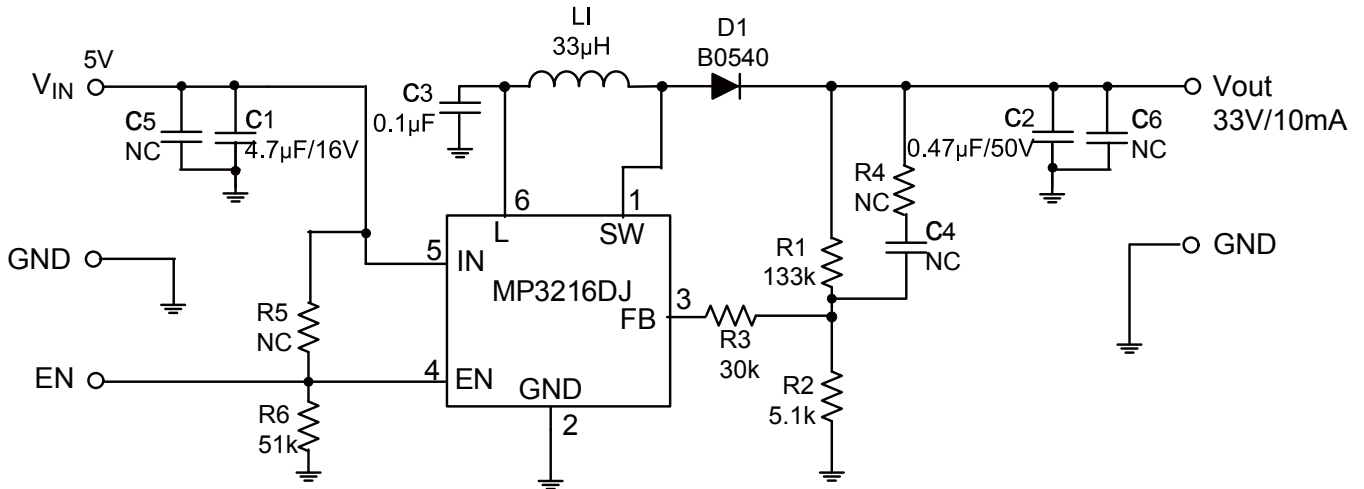 LI
33µH
D1
B0540
5V
VIN
C5
NC
C1
4.7µF/16V
C3
0.1µF
Vout
33V/10mA
C2
0.47µF/50V
C6
NC
R4
NC
C4
NC
6
1
L
SW
5
IN
MP3216DJ
3
FB
R1
133k
GND
GND
R5
NC
R3
30k
EN
4
EN
GND
2
R2
5.1k
R6
51k